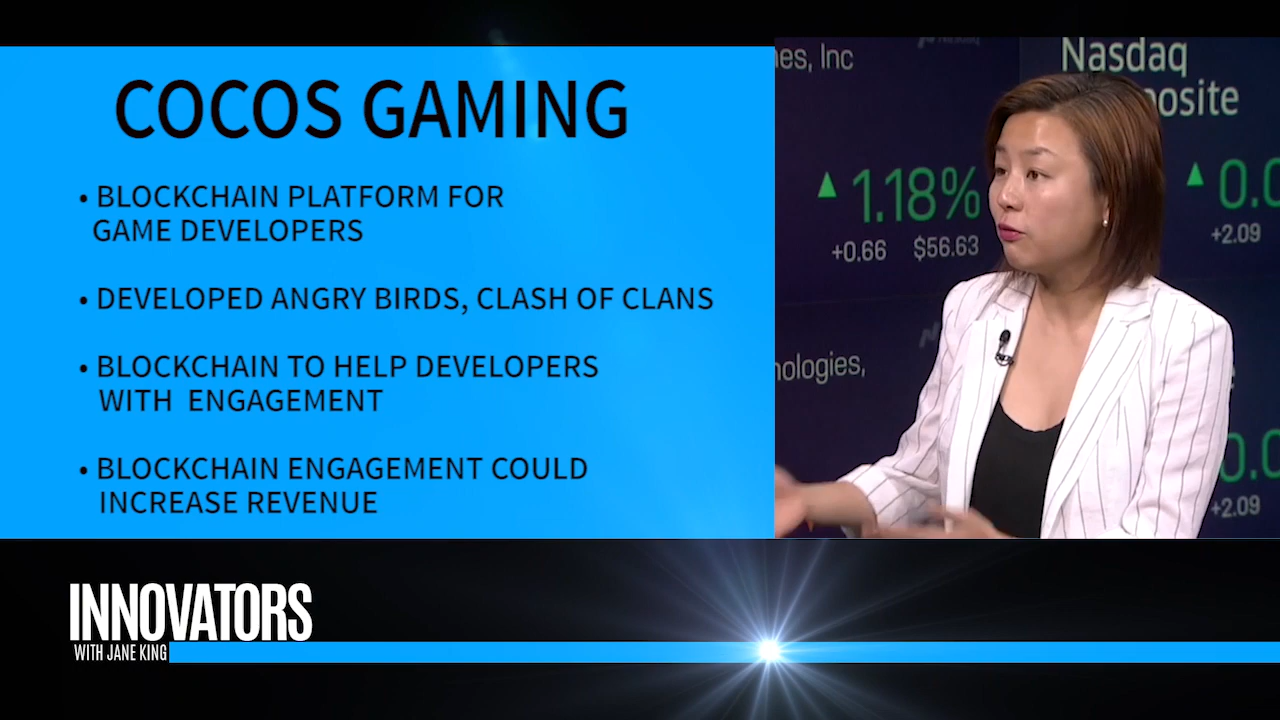 COCOS GAMING
• BLOCKCHAIN PLATFORM FOR
GAME DEVELOPERS
• DEVELOPED ANGRY BIRDS, CLASH OF CLANS
• BLOCKCHAIN TO HELP DEVELOPERS
WITH ENGAGEMENT
• BLOCKCHAIN ENGAGEMENT COULD
INCREASE REVENUE
es, Inc
Nasdaq
posite
▲ 1.18%
+0.66 $56.63
▲ 0.0
+2.09
nologies,
0.0
+2.09
INNOVATORS
WITH JANE KING